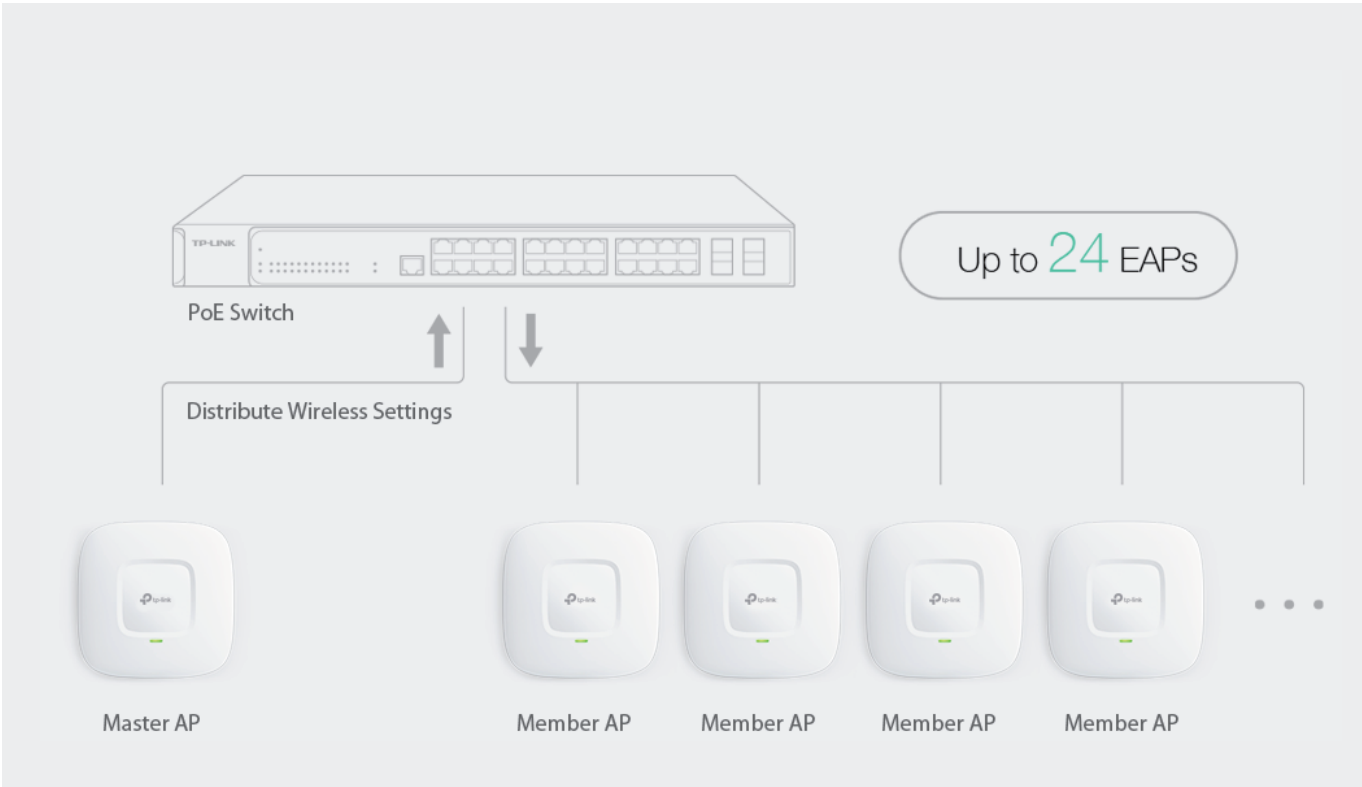 TP-LINK
Up to 24 EAPs
PoE Switch
Distribute Wireless Settings
tp-link
tp-link
tp-link
tp-link
tp-link
Master AP
Member AP
Member AP
Member AP
Member AP